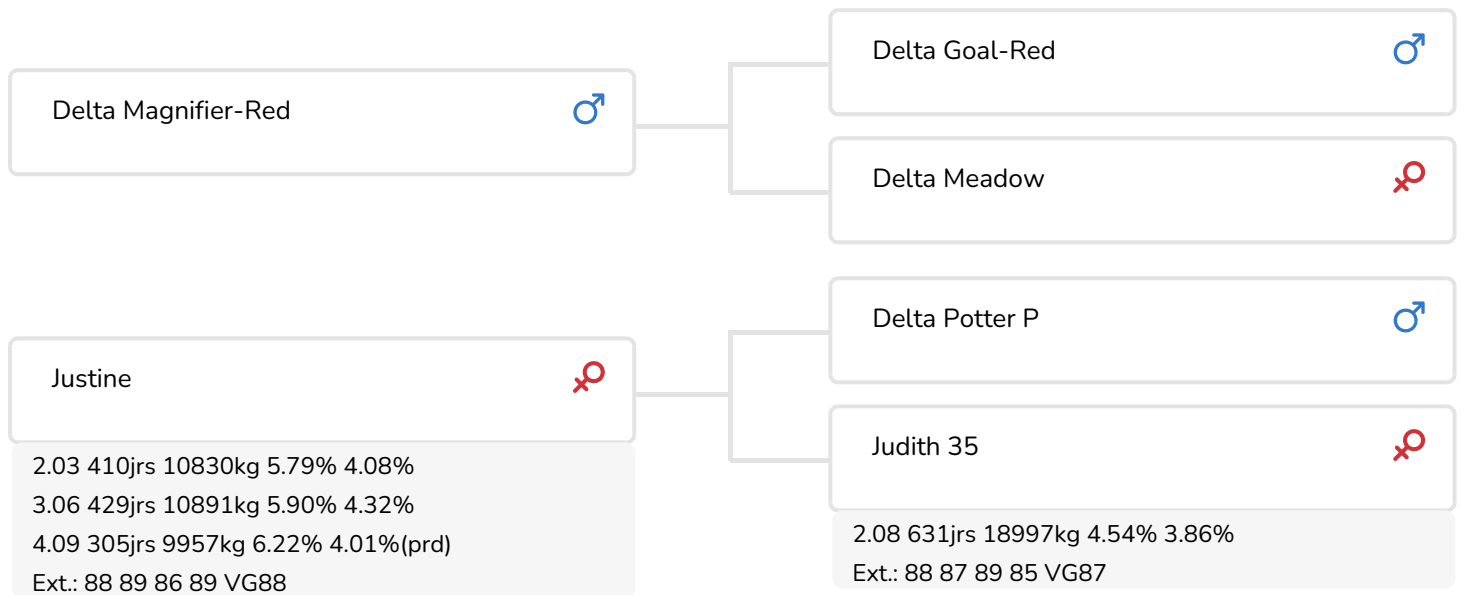 Delta Magnifier-Red
Delta Goal-Red
Delta Meadow
Justine
2.03 410jrs 10830kg 5.79% 4.08%
3.06 429jrs 10891kg 5.90% 4.32%
4.09 305jrs 9957kg 6.22% 4.01%(prd)
Ext.: 88 89 86 89 VG88
Delta Potter P
Judith 35
2.08 631jrs 18997kg 4.54% 3.86%
Ext.: 88 87 89 85 VG87